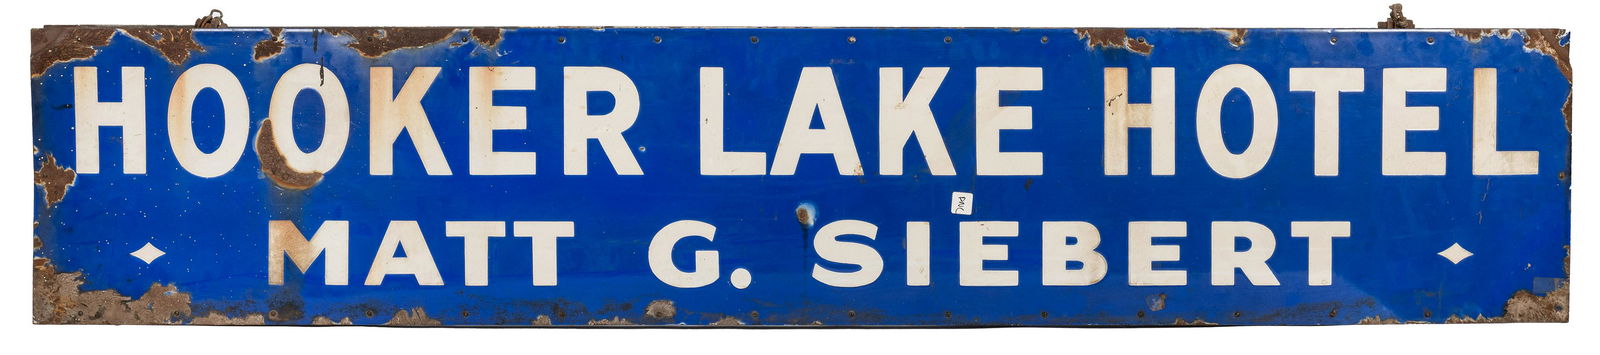 HOOKER LAKE HOTEL
MATT G. SIEBERT